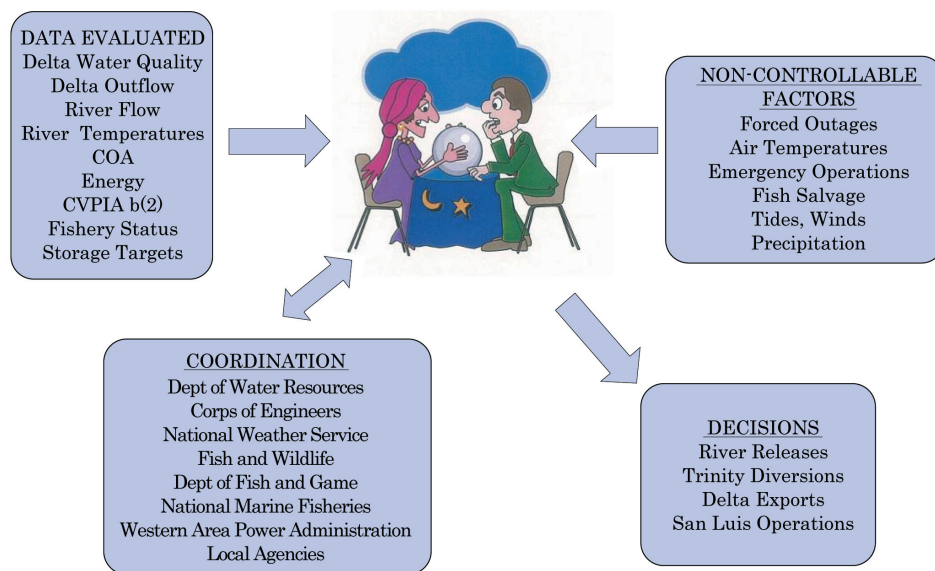 DATA EVALUATED
Delta Water Quality
Delta Outflow
River Flow
River Temperatures
COA
Energy
CVPIA b(2)
Fishery Status
Storage Targets
NON-CONTROLLABLE
FACTORS
Forced Outages
Air Temperatures
Emergency Operations
Fish Salvage
Tides, Winds
Precipitation
COORDINATION
Dept of Water Resources
Corps of Engineers
National Weather Service
Fish and Wildlife
Dept of Fish and Game
National Marine Fisheries
Western Area Power Administration
Local Agencies
DECISIONS
River Releases
Trinity Diversions
Delta Exports
San Luis Operations